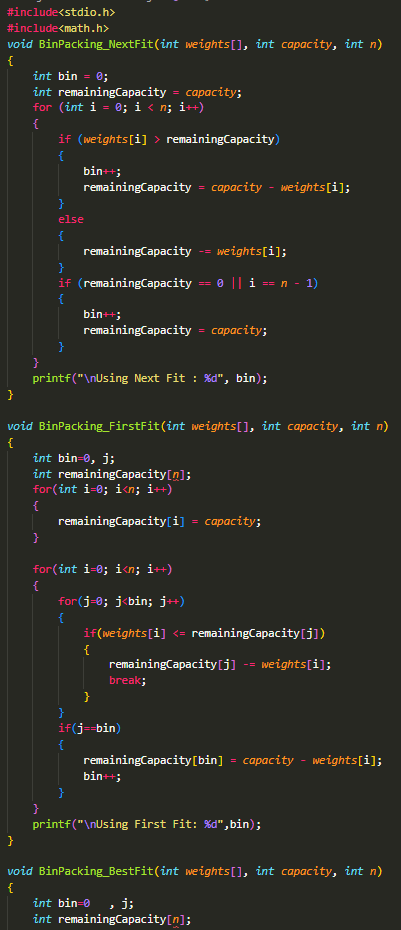 #include<stdio.h>
#include<math.h>
void BinPacking_NextFit(int weights[], int capacity, int n)
{
    int bin = 0;
    int remainingCapacity = capacity;
    for (int i = 0; i < n; i++)
    {
        if (weights[i] > remainingCapacity)
        {
            bin++;
            remainingCapacity = capacity - weights[i];
        }
        else
        {
            remainingCapacity -= weights[i];
        }
        if (remainingCapacity == 0 || i == n - 1)
        {
            bin++;
            remainingCapacity = capacity;
        }
    }
    printf("\nUsing Next Fit : %d", bin);
}

void BinPacking_FirstFit(int weights[], int capacity, int n)
{
    int bin=0, j;
    int remainingCapacity[n];
    for(int i=0; i<n; i++)
    {
        remainingCapacity[i] = capacity;
    }

    for(int i=0; i<n; i++)
    {
        for(j=0; j<bin; j++)
        {
            if(weights[i] <= remainingCapacity[j])
            {
                remainingCapacity[j] -= weights[i];
                break;
            }
        }
        if(j==bin)
        {
            remainingCapacity[bin] = capacity - weights[i];
            bin++;
        }
    }
    printf("\nUsing First Fit: %d",bin);
}

void BinPacking_BestFit(int weights[], int capacity, int n)
{
    int bin=0   , j;
    int remainingCapacity[n];